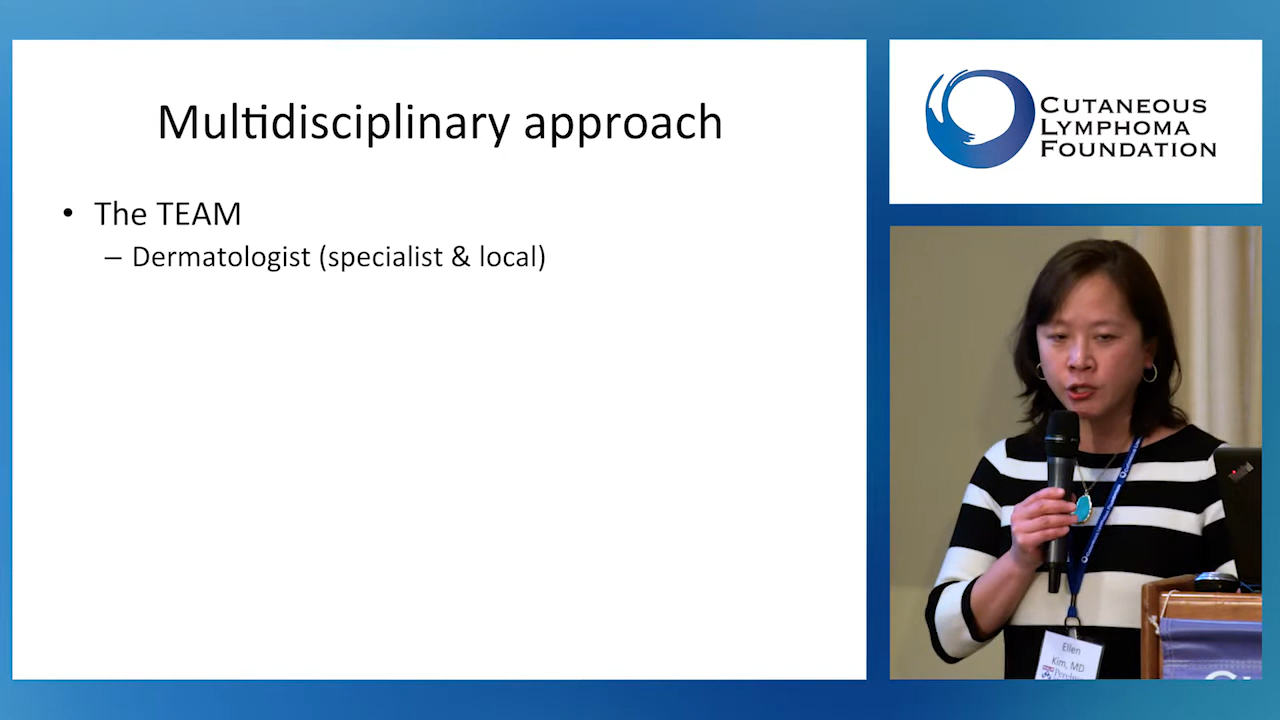 Multidisciplinary approach
• The TEAM
– Dermatologist (specialist & local)
CUTANEOUS
LYMPHOMA
FOUNDATION
Ellen
Kim, MD